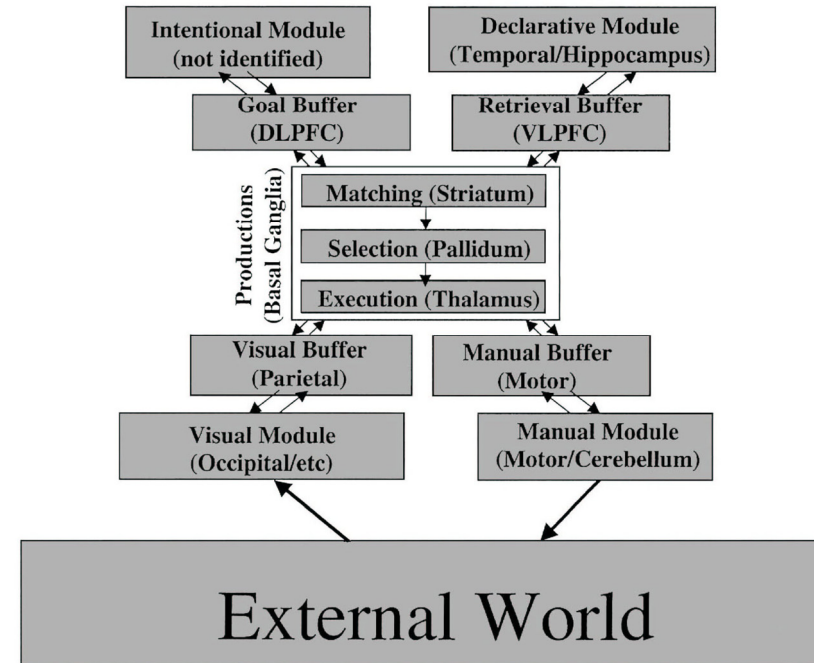 Intentional Module
(not identified)
Declarative Module
(Temporal/Hippocampus)
Goal Buffer
(DLPFC)
Retrieval Buffer
(VLPFC)
Productions
(Basal Ganglia)
Matching (Striatum)
Selection (Pallidum)
Execution (Thalamus)
Visual Buffer
(Parietal)
Manual Buffer
(Motor)
Visual Module
(Occipital/etc)
Manual Module
(Motor/Cerebellum)
External World